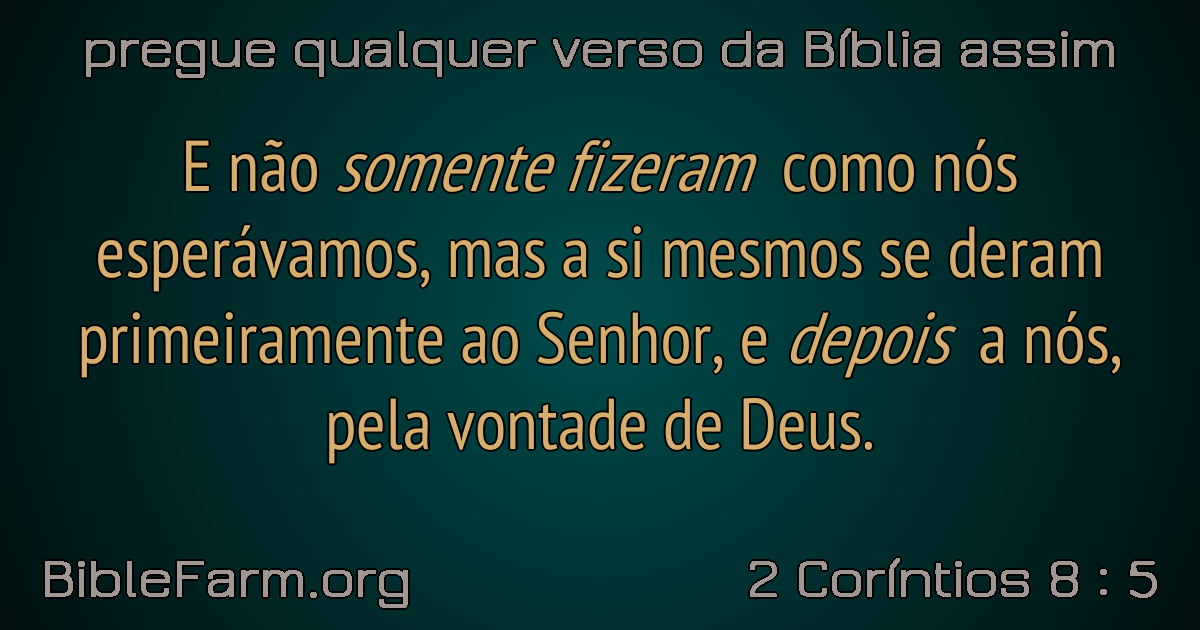 pregue qualquer verso da Bíblia assim
E não somente fizeram como nós
esperávamos, mas a si mesmos se deram
primeiramente ao Senhor, e depois a nós,
pela vontade de Deus.
BibleFarm.org
2 Coríntios 8 : 5